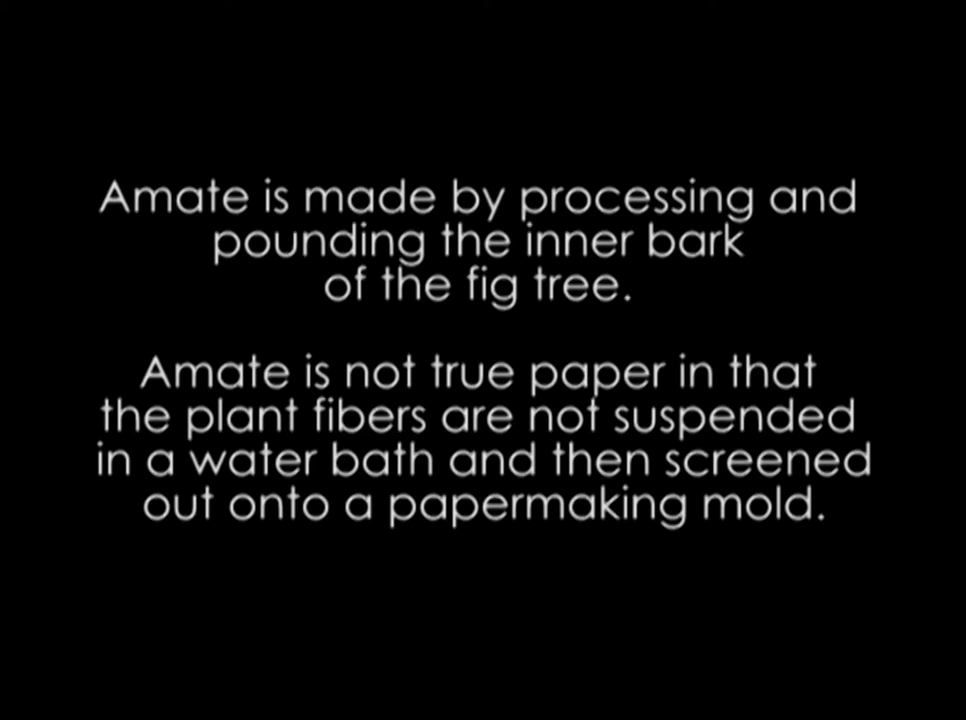 Amate is made by processing and
pounding the inner bark
of the fig tree.
Amate is not true paper in that
the plant fibers are not suspended
in a water bath and then screened
out onto a papermaking mold.